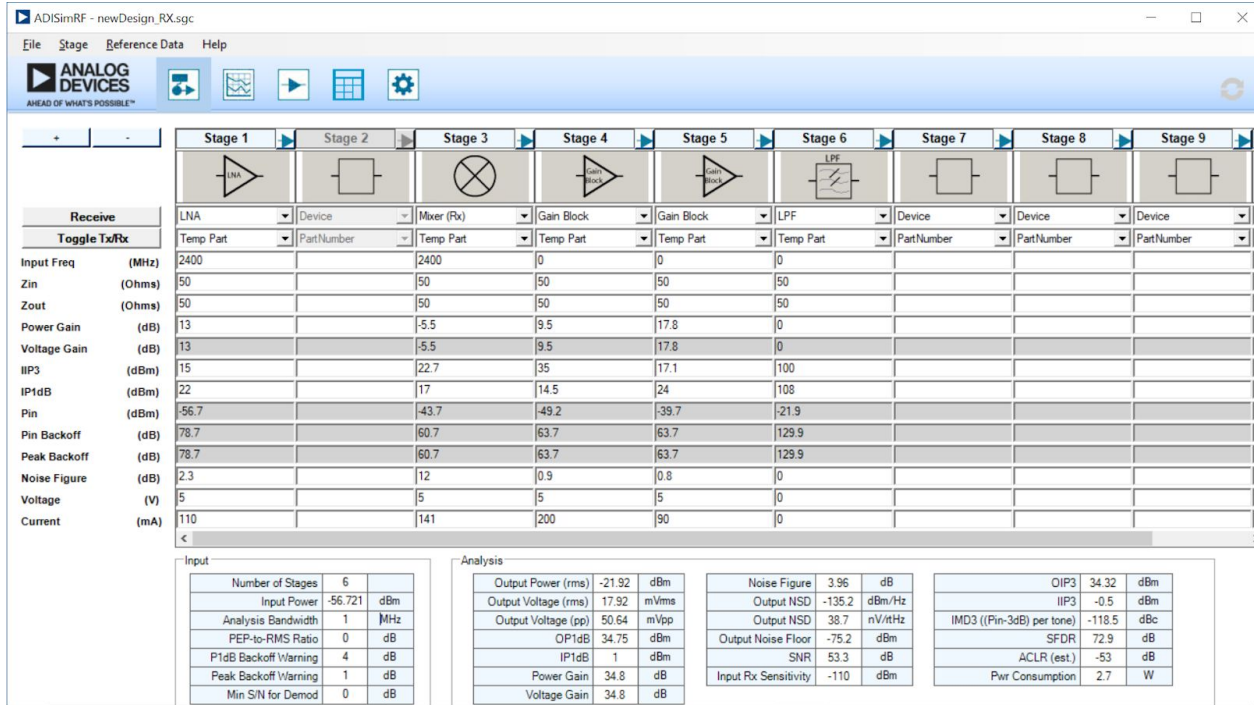 ADISimRF - newDesign_RX.sgc
File Stage Reference Data Help
ANALOG
DEVICES
AHEAD OF WHAT'S POSSIBLE™
+ - Stage 1 Stage 2 Stage 3 Stage 4 Stage 5 Stage 6 Stage 7 Stage 8 Stage 9
LNA Gain Block Gain Block LPF
Receive LNA Device Mixer (Rx) Gain Block Gain Block LPF Device Device Device
Toggle Tx/Rx Temp Part PartNumber Temp Part Temp Part Temp Part Temp Part PartNumber PartNumber PartNumber
Input Freq (MHz) 2400 2400 0 0 0
Zin (Ohms) 50 50 50 50 50
Zout (Ohms) 50 50 50 50 50
Power Gain (dB) 13 -5.5 9.5 17.8 0
Voltage Gain (dB) 13 -5.5 9.5 17.8 0
IIP3 (dBm) 15 22.7 35 17.1 100
IP1dB (dBm) 22 17 14.5 24 108
Pin (dBm) -56.7 -43.7 -49.2 -39.7 -21.9
Pin Backoff (dB) 78.7 60.7 63.7 63.7 129.9
Peak Backoff (dB) 78.7 60.7 63.7 63.7 129.9
Noise Figure (dB) 2.3 12 0.9 0.8 0
Voltage (V) 5 5 5 5 0
Current (mA) 110 141 200 90 0
Input Analysis
Number of Stages 6 Output Power (rms) -21.92 dBm Noise Figure 3.96 dB OIP3 34.32 dBm
Input Power -56.721 dBm Output Voltage (rms) 17.92 mVrms Output NSD -135.2 dBm/Hz IIP3 -0.5 dBm
Analysis Bandwidth 1 MHz Output Voltage (pp) 50.64 mVpp Output NSD 38.7 nV/rtHz IMD3 ((Pin-3dB) per tone) -118.5 dBc
PEP-to-RMS Ratio 0 dB OP1dB 34.75 dBm Output Noise Floor -75.2 dBm SFDR 72.9 dB
P1dB Backoff Warning 4 dB IP1dB 1 dBm SNR 53.3 dB ACLR (est.) -53 dB
Peak Backoff Warning 1 dB Power Gain 34.8 dB Input Rx Sensitivity -110 dBm Pwr Consumption 2.7 W
Min S/N for Demod 0 dB Voltage Gain 34.8 dB